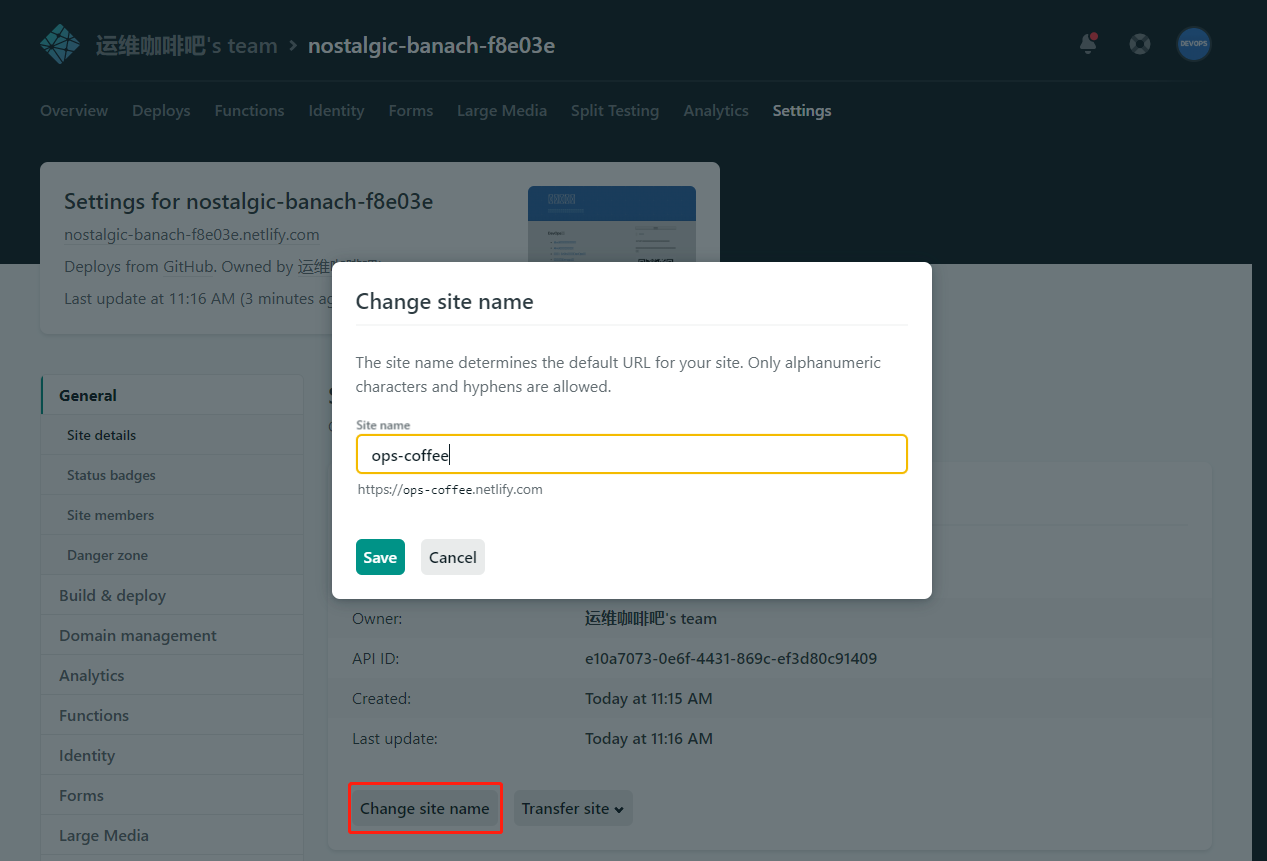 运维咖啡吧's team > nostalgic-banach-f8e03e
DEVOPS
Overview Deploys Functions Identity Forms Large Media Split Testing Analytics Settings
Settings for nostalgic-banach-f8e03e
nostalgic-banach-f8e03e.netlify.com
Deploys from GitHub. Owned by 运维
Last update at 11:16 AM (3 minutes ag
Change site name
The site name determines the default URL for your site. Only alphanumeric
characters and hyphens are allowed.
Site name
ops-coffee
https://ops-coffee.netlify.com
Save Cancel
General
Site details
Status badges
Site members
Danger zone
Build & deploy
Domain management
Analytics
Functions
Identity
Forms
Large Media
Owner: 运维咖啡吧's team
API ID: e10a7073-0e6f-4431-869c-ef3d80c91409
Created: Today at 11:15 AM
Last update: Today at 11:16 AM
Change site name Transfer site